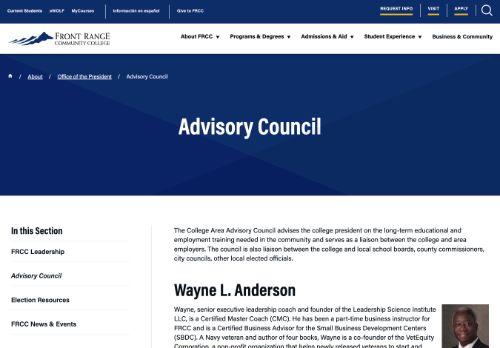 Current Students eWOLF MyCourses Información en español Give to FRCC REQUEST INFO VISIT APPLY
FRONT RANGE
COMMUNITY COLLEGE
About FRCC Programs & Degrees Admissions & Aid Student Experience Business & Community
/ About / Office of the President / Advisory Council
Advisory Council
In this Section
FRCC Leadership
Advisory Council
Election Resources
FRCC News & Events
The College Area Advisory Council advises the college president on the long-term educational and
employment training needed in the community and serves as a liaison between the college and area
employers. The council is also liaison between the college and local school boards, county commissioners,
city councils, other local elected officials.
Wayne L. Anderson
Wayne, senior executive leadership coach and founder of the Leadership Science Institute
LLC, is a Certified Master Coach (CMC). He has been a part-time business instructor for
FRCC and is a Certified Business Advisor for the Small Business Development Centers
(SBDC). A Navy veteran and author of four books, Wayne is a co-founder of the VetEquity
Corporation, a non-profit organization that helps newly released veterans to start and